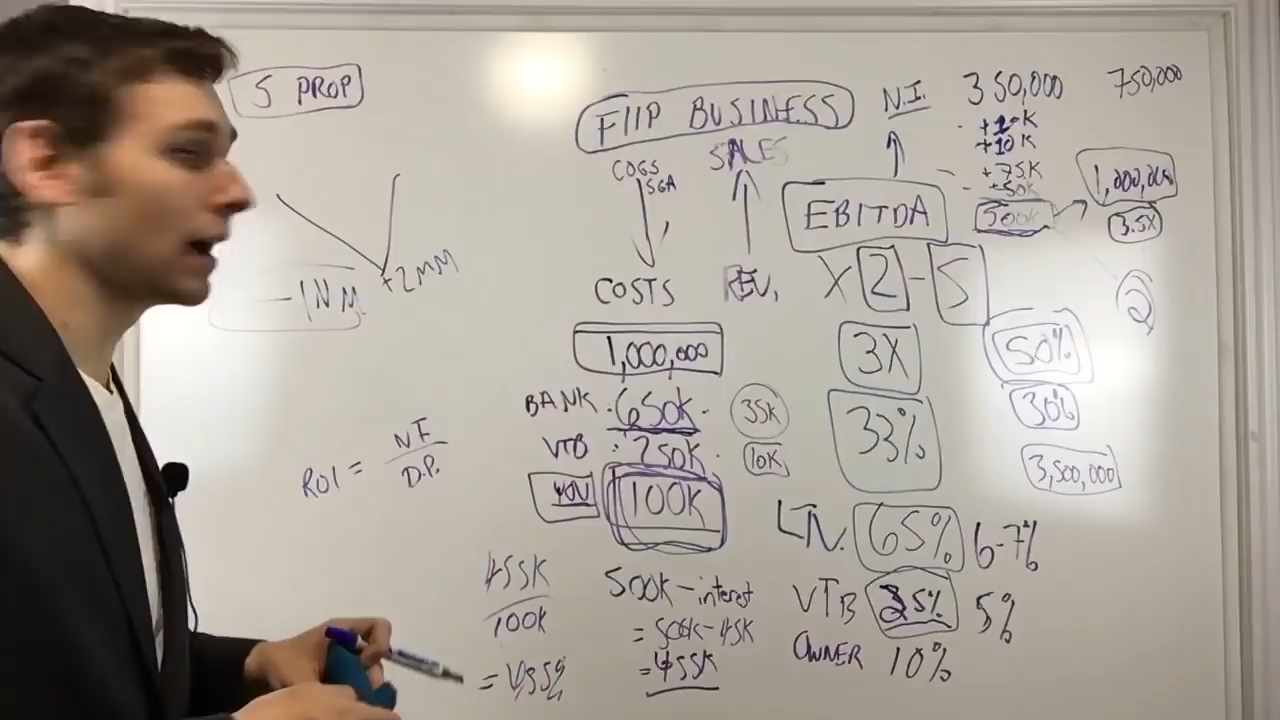 5 PROP
-1MM
+2MM
ROI = NI / D.P.
FlIP BUSINESS
COGS
SGA
SALES
COSTS
REV.
N.I.
EBITDA
X 2 - 5
350,000
+10K
+10K
+75K
+50K
500K
750,000
1,000,000
3.5X
2
1,000,000
BANK 650K 35K
VTB 250K 10K
YOU 100K
3X
33%
50%
30%
3,500,000
LTV. 65% 6-7%
VTB 25% 5%
OWNER 10%
500K - interest
= 500K - 45K
= 455K
455K
100K
= 455%